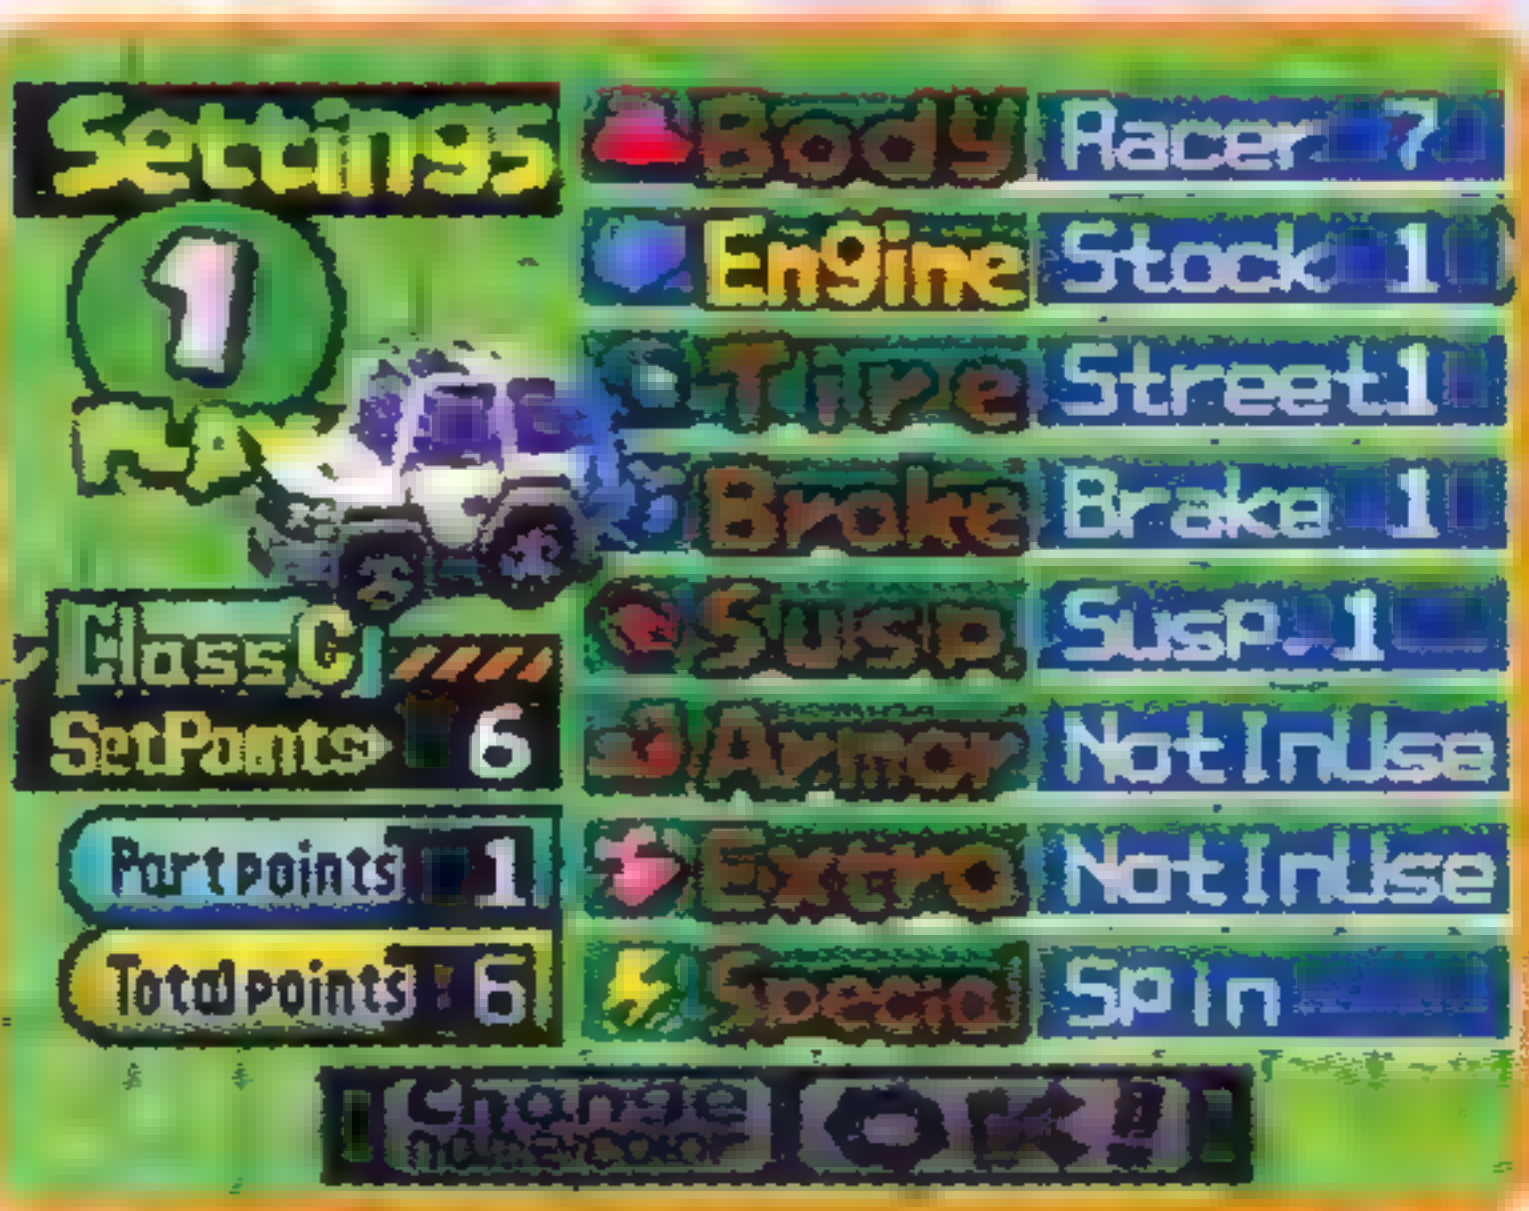 Settings
1
Class C
SetPoints 6
Part points 1
Total points 6
Body Racer 7
Engine Stock 1
Tire Street 1
Brake Brake 1
Susp. Susp. 1
Armor Not In Use
Extra Not In Use
Special Spin
Change
name・color
OK!